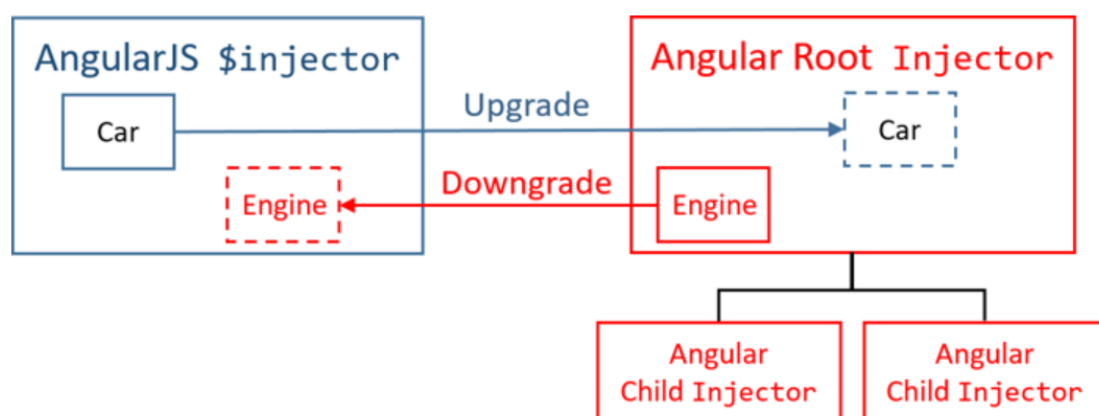 AngularJS $injector
Angular Root Injector
Car
Upgrade
Car
Engine
Downgrade
Engine
Angular
Child Injector
Angular
Child Injector